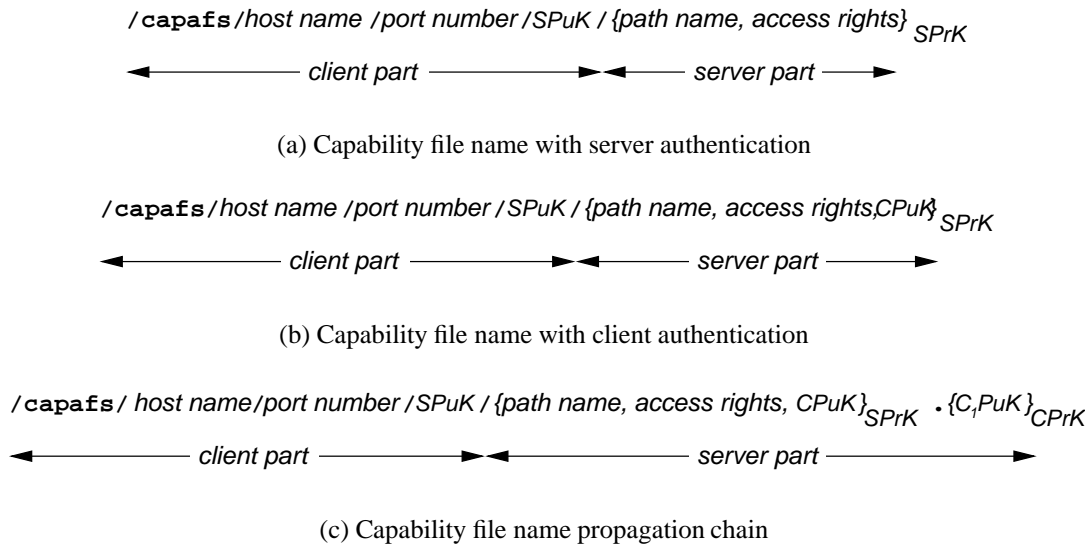 /capafs/host name /port number /SPuK / {path name, access rights} SPrK
client part server part
(a) Capability file name with server authentication
/capafs/host name /port number /SPuK / {path name, access rights,CPuK} SPrK
client part server part
(b) Capability file name with client authentication
/capafs/ host name/port number /SPuK / {path name, access rights, CPuK} SPrK . {C1PuK} CPrK
client part server part
(c) Capability file name propagation chain